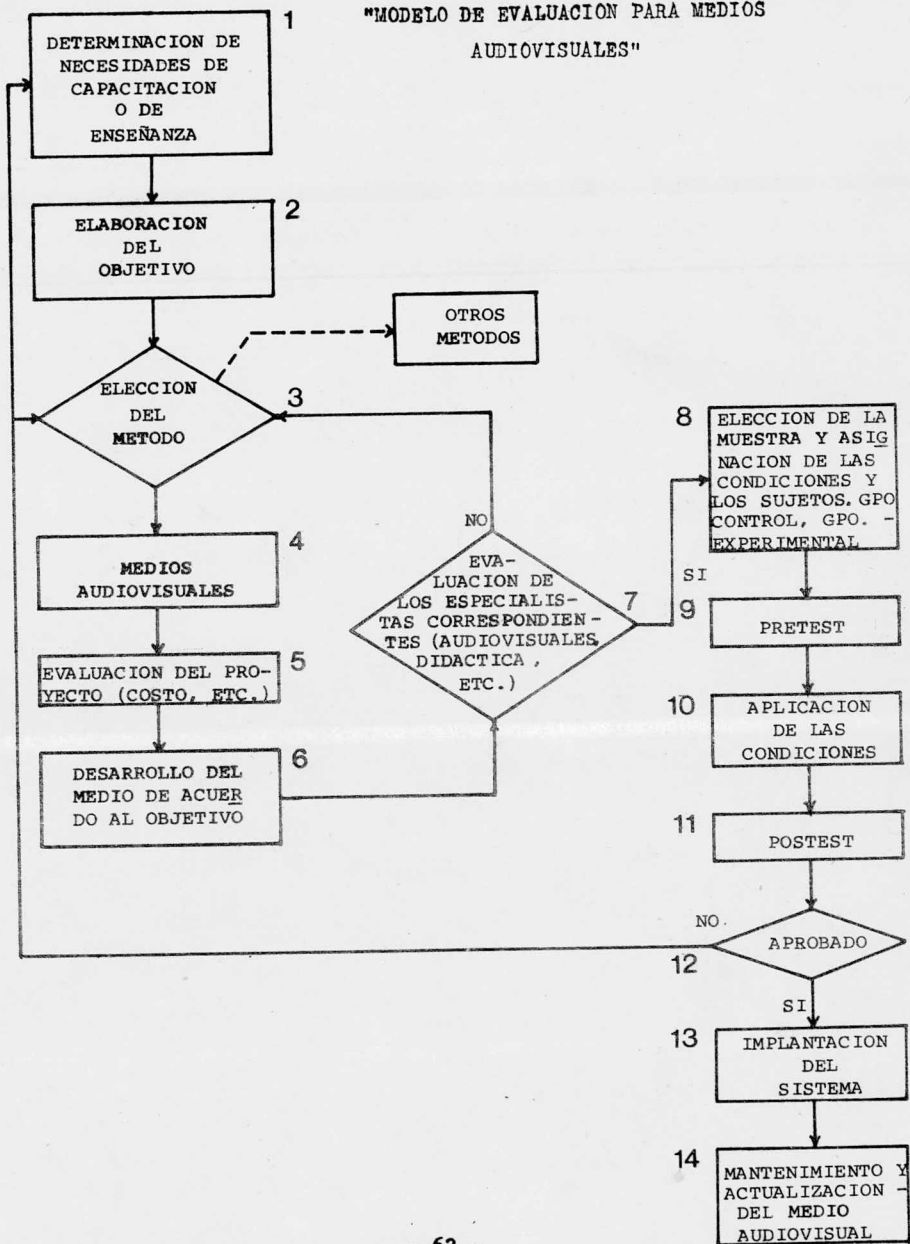 "MODELO DE EVALUACION PARA MEDIOS
AUDIOVISUALES"
1
DETERMINACION DE
NECESIDADES DE
CAPACITACION
O DE
ENSEÑANZA
2
ELABORACION
DEL
OBJETIVO
OTROS
METODOS
3
ELECCION
DEL
METODO
4
MEDIOS
AUDIOVISUALES
5
EVALUACION DEL PRO-
YECTO (COSTO, ETC.)
6
DESARROLLO DEL
MEDIO DE ACUER
DO AL OBJETIVO
NO
7
EVA-
LUACION DE
LOS ESPECIALIS-
TAS CORRESPONDIEN-
TES (AUDIOVISUALES,
DIDACTICA,
ETC.)
SI
8
ELECCION DE LA
MUESTRA Y ASIG
NACION DE LAS
CONDICIONES Y
LOS SUJETOS. GPO
CONTROL, GPO. -
EXPERIMENTAL
9
PRETEST
10
APLICACION
DE LAS
CONDICIONES
11
POSTEST
NO.
12
APROBADO
SI
13
IMPLANTACION
DEL
SISTEMA
14
MANTENIMIENTO Y
ACTUALIZACION -
DEL MEDIO
AUDIOVISUAL